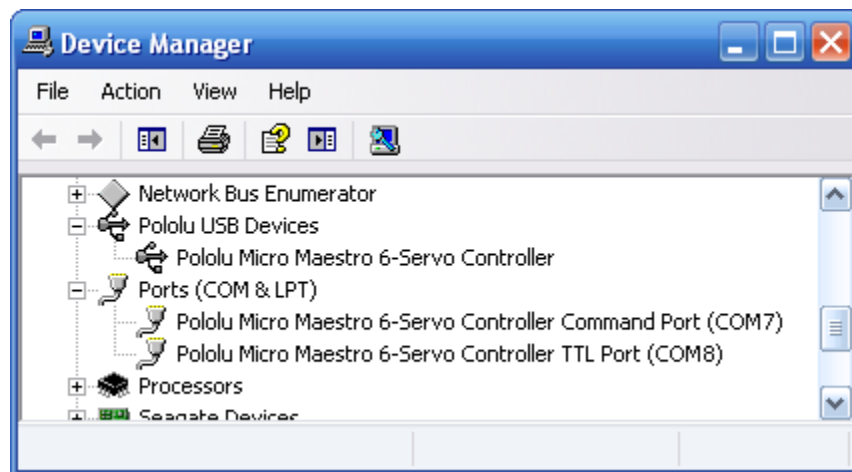 Device Manager
File Action View Help
Network Bus Enumerator
Pololu USB Devices
Pololu Micro Maestro 6-Servo Controller
Ports (COM & LPT)
Pololu Micro Maestro 6-Servo Controller Command Port (COM7)
Pololu Micro Maestro 6-Servo Controller TTL Port (COM8)
Processors
Seagate Devices